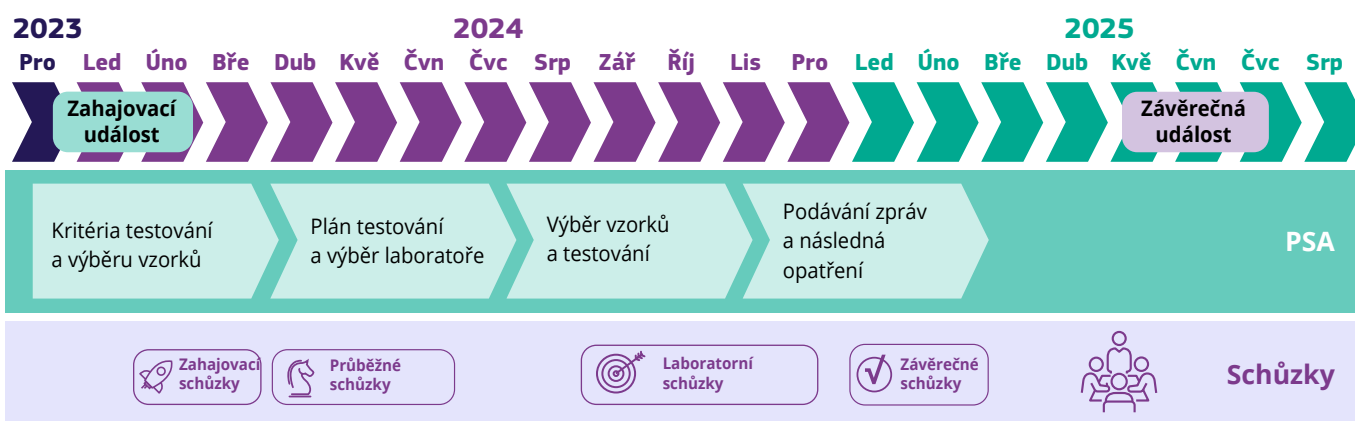 2023 2024 2025
Pro Led Úno Bře Dub Kvě Čvn Čvc Srp Zář Říj Lis Pro Led Úno Bře Dub Kvě Čvn Čvc Srp
Zahajovací
událost
Závěrečná
událost
Kritéria testování
a výběru vzorků
Plán testování
a výběr laboratoře
Výběr vzorků
a testování
Podávání zpráv
a následná
opatření
PSA
Zahajovací
schůzky
Průběžné
schůzky
Laboratorní
schůzky
Závěrečné
schůzky
Schůzky